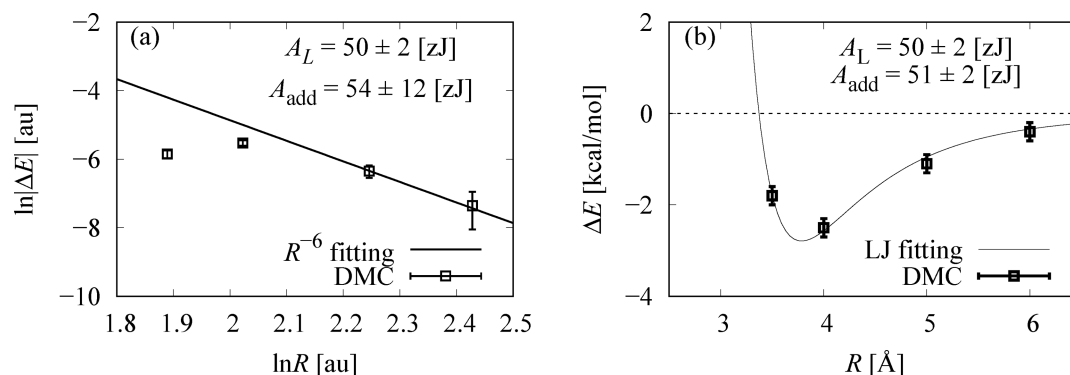 (a)
A_L = 50 ± 2 [zJ]
A_add = 54 ± 12 [zJ]
ln|ΔE| [au]
−2
−4
−6
−8
−10
R⁻⁶ fitting
DMC
1.8 1.9 2 2.1 2.2 2.3 2.4 2.5
lnR [au]
(b)
A_L = 50 ± 2 [zJ]
A_add = 51 ± 2 [zJ]
ΔE [kcal/mol]
2
0
−2
−4
LJ fitting
DMC
3 4 5 6
R [Å]